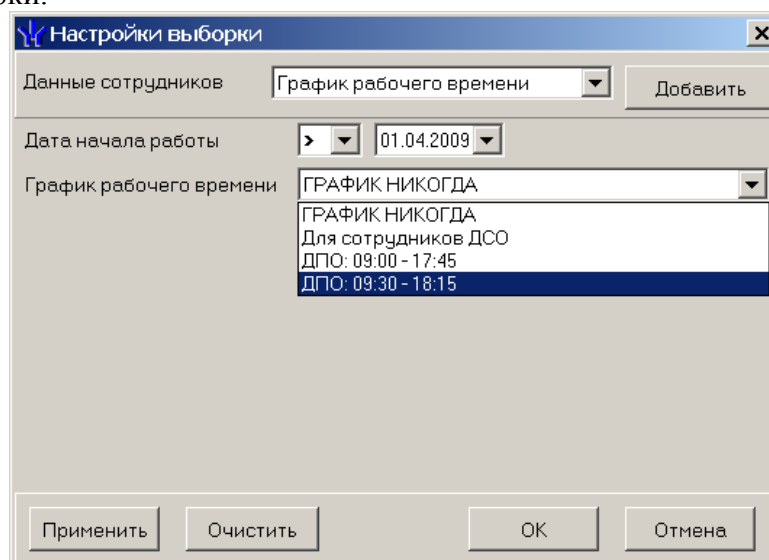 Настройки выборки
Данные сотрудников График рабочего времени Добавить
Дата начала работы > 01.04.2009
График рабочего времени ГРАФИК НИКОГДА
ГРАФИК НИКОГДА
Для сотрудников ДСО
ДПО: 09:00 - 17:45
ДПО: 09:30 - 18:15
Применить Очистить OK Отмена